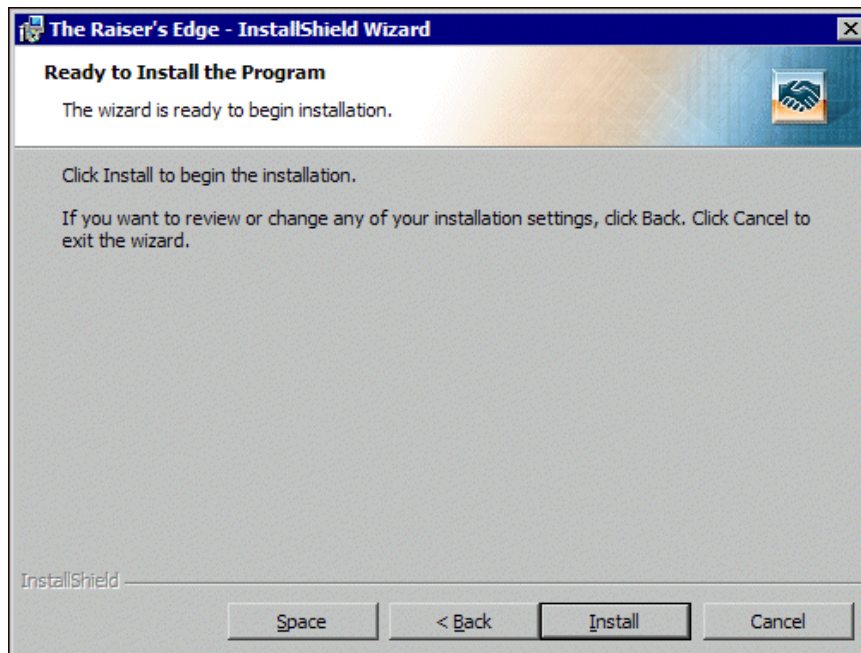 The Raiser's Edge - InstallShield Wizard
Ready to Install the Program
The wizard is ready to begin installation.
Click Install to begin the installation.
If you want to review or change any of your installation settings, click Back. Click Cancel to
exit the wizard.
InstallShield
Space
< Back
Install
Cancel